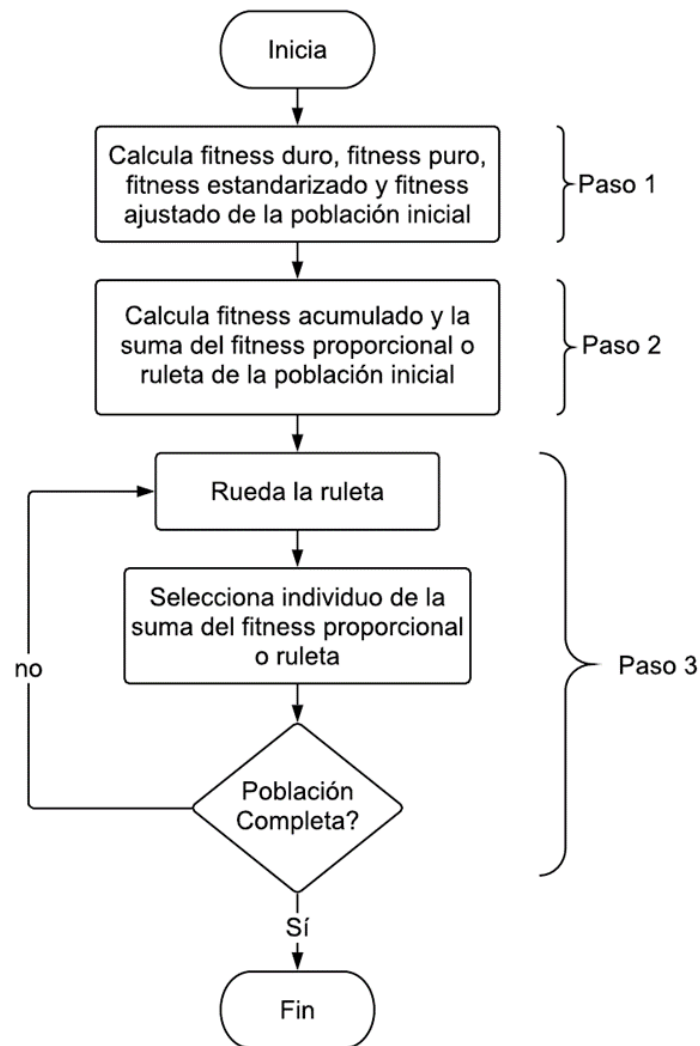 Inicia
Calcula fitness duro, fitness puro,
fitness estandarizado y fitness
ajustado de la población inicial
Paso 1
Calcula fitness acumulado y la
suma del fitness proporcional o
ruleta de la población inicial
Paso 2
Rueda la ruleta
Selecciona individuo de la
suma del fitness proporcional
o ruleta
no
Paso 3
Población
Completa?
Sí
Fin